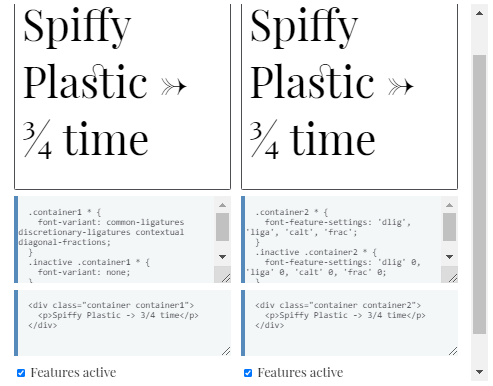 Spiffy
Plastic ->
3/4 time
Spiffy
Plastic ->
3/4 time
.container1 * {
font-variant: common-ligatures
discretionary-ligatures contextual
diagonal-fractions;
}
.inactive .container1 * {
font-variant: none;
}
.container2 * {
font-feature-settings: 'dlig',
'liga', 'calt', 'frac';
}
.inactive .container2 * {
font-feature-settings: 'dlig' 0,
'liga' 0, 'calt' 0, 'frac' 0;
}
<div class="container container1">
<p>Spiffy Plastic -> 3/4 time</p>
</div>
<div class="container container2">
<p>Spiffy Plastic -> 3/4 time</p>
</div>
Features active
Features active